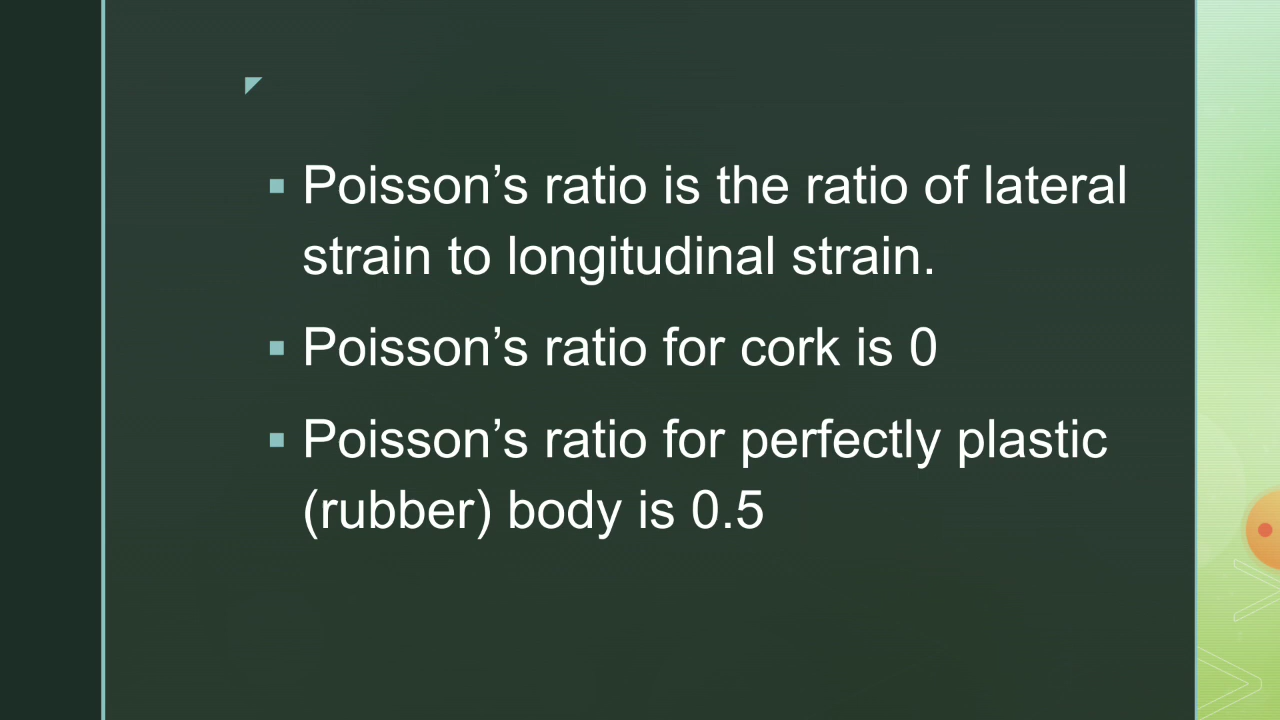 Poisson’s ratio is the ratio of lateral
strain to longitudinal strain.
Poisson’s ratio for cork is 0
Poisson’s ratio for perfectly plastic
(rubber) body is 0.5